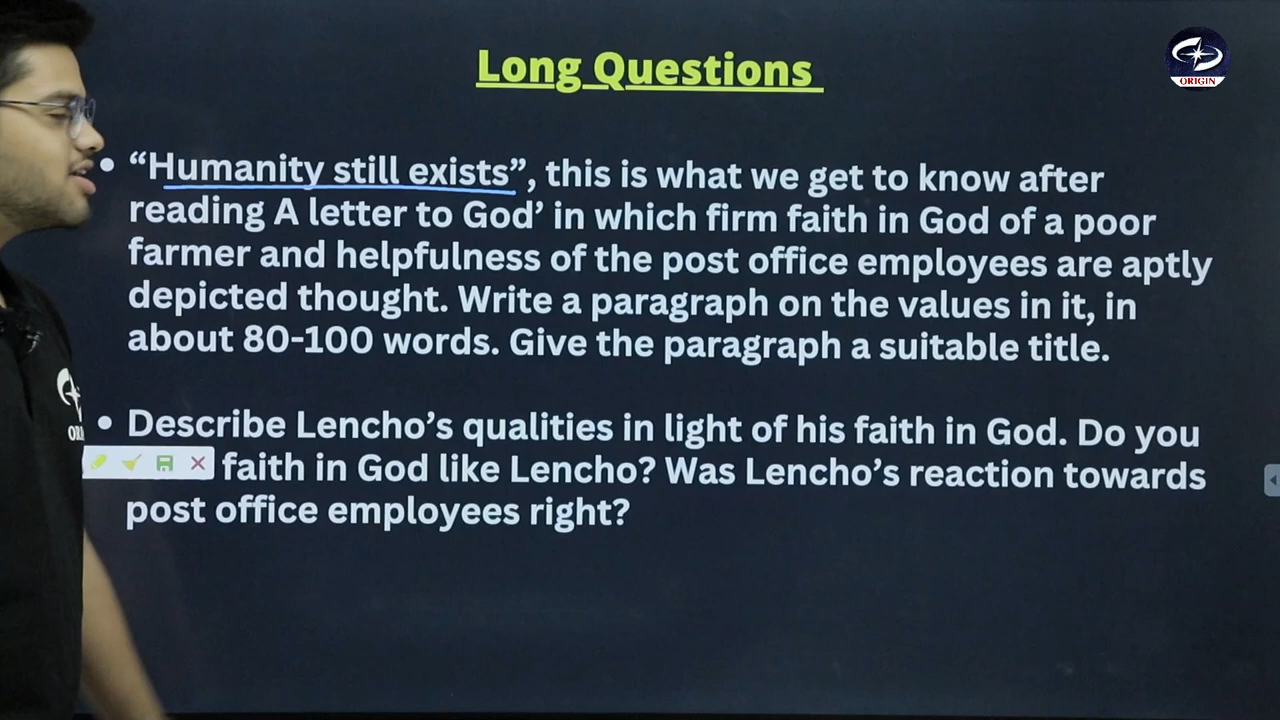 Long Questions
ORIGIN
• “Humanity still exists”, this is what we get to know after
reading A letter to God’ in which firm faith in God of a poor
farmer and helpfulness of the post office employees are aptly
depicted thought. Write a paragraph on the values in it, in
about 80-100 words. Give the paragraph a suitable title.
• Describe Lencho’s qualities in light of his faith in God. Do you
faith in God like Lencho? Was Lencho’s reaction towards
post office employees right?